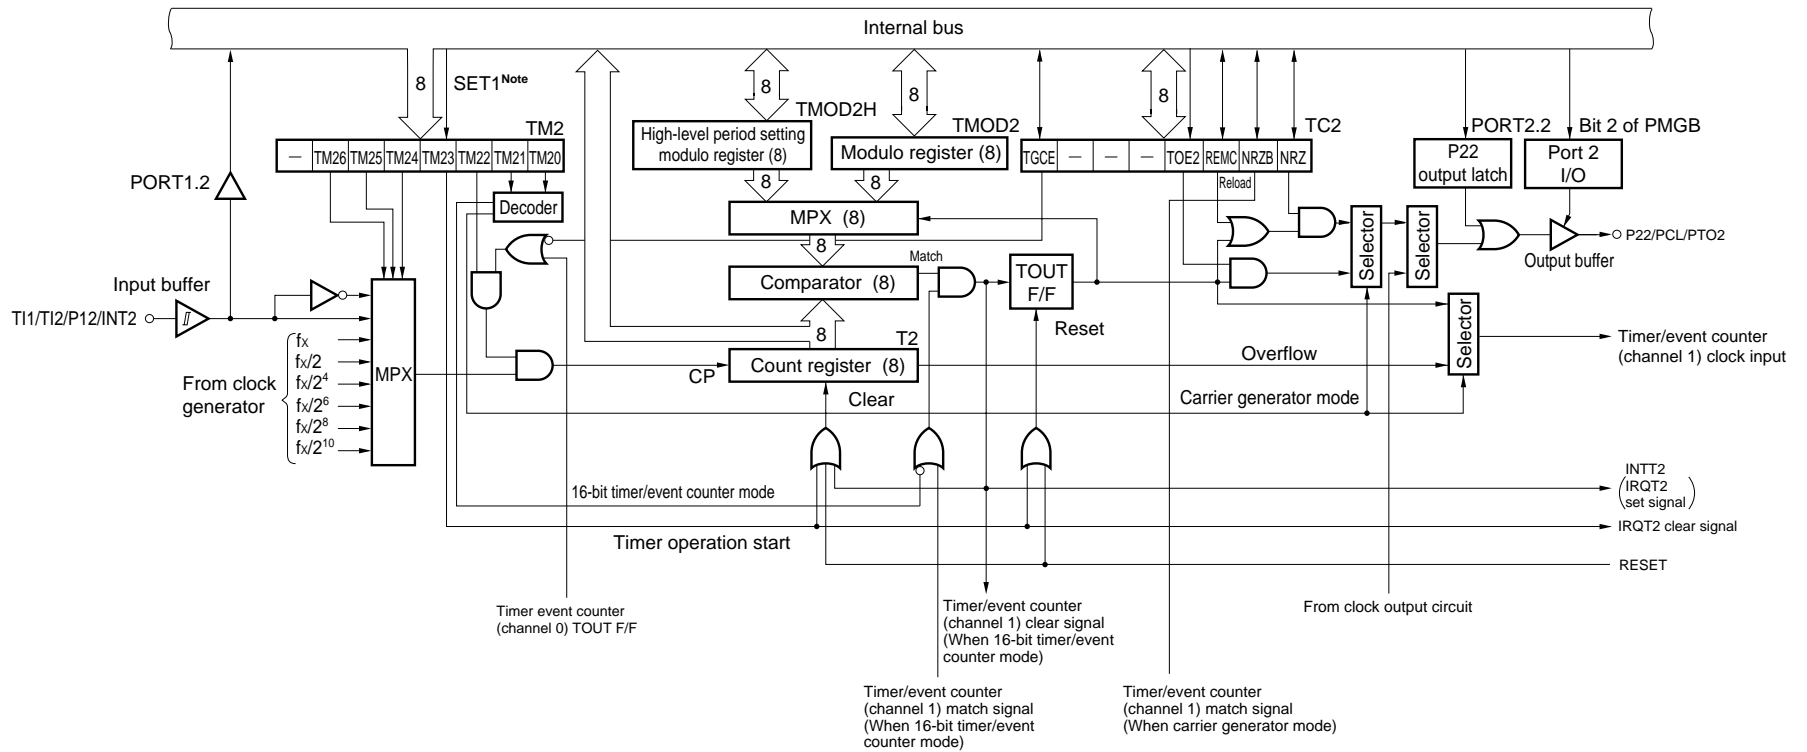 Internal bus
8
SET1Note
TM2
—
TM26
TM25
TM24
TM23
TM22
TM21
TM20
Decoder
PORT1.2
Input buffer
TI1/TI2/P12/INT2
From clock
generator
fX
fX/2
fX/2^4
fX/2^6
fX/2^8
fX/2^10
MPX
8
TMOD2H
High-level period setting
modulo register (8)
8
8
TMOD2
Modulo register (8)
8
MPX (8)
8
Comparator (8)
Match
8
T2
Count register (8)
CP
Clear
TOUT
F/F
Reset
Overflow
8
TC2
TGCE
—
—
—
TOE2
REMC
NRZB
NRZ
Reload
Selector
Selector
Selector
PORT2.2
P22
output latch
Bit 2 of PMGB
Port 2
I/O
Output buffer
P22/PCL/PTO2
Timer/event counter
(channel 1) clock input
Carrier generator mode
16-bit timer/event counter mode
INTT2
IRQT2
set signal
IRQT2 clear signal
Timer operation start
RESET
Timer event counter
(channel 0) TOUT F/F
Timer/event counter
(channel 1) clear signal
(When 16-bit timer/event
counter mode)
From clock output circuit
Timer/event counter
(channel 1) match signal
(When 16-bit timer/event
counter mode)
Timer/event counter
(channel 1) match signal
(When carrier generator mode)